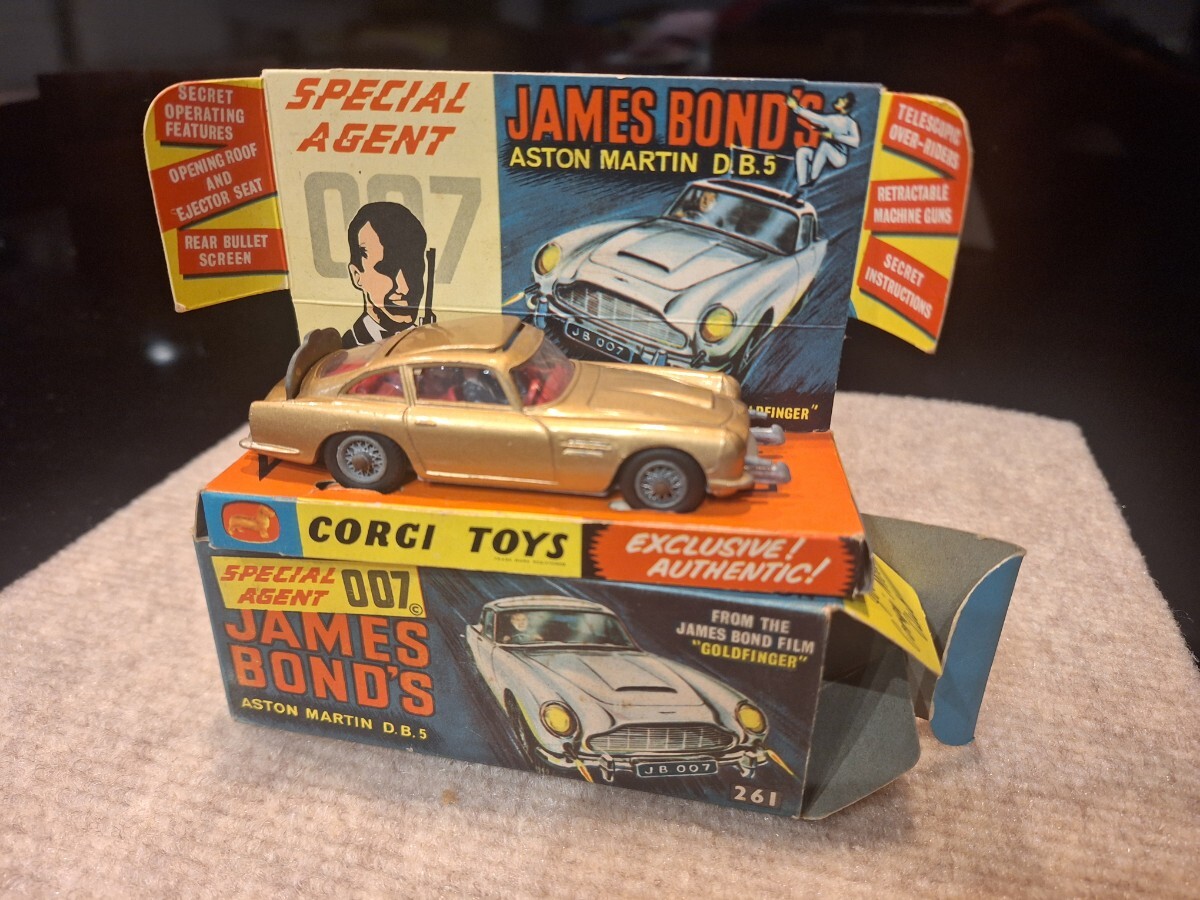 SECRET
OPERATING
FEATURES
OPENING ROOF
AND
EJECTOR SEAT
REAR BULLET
SCREEN
SPECIAL
AGENT
007
JAMES BOND'S
ASTON MARTIN D.B.5
JB 007
TELESCOPIC
OVER-RIDERS
RETRACTABLE
MACHINE GUNS
SECRET
INSTRUCTIONS
CORGI TOYS
EXCLUSIVE!
AUTHENTIC!
SPECIAL
AGENT 007 ©
JAMES
BOND'S
ASTON MARTIN D.B.5
FROM THE
JAMES BOND FILM
"GOLDFINGER"
JB 007
261